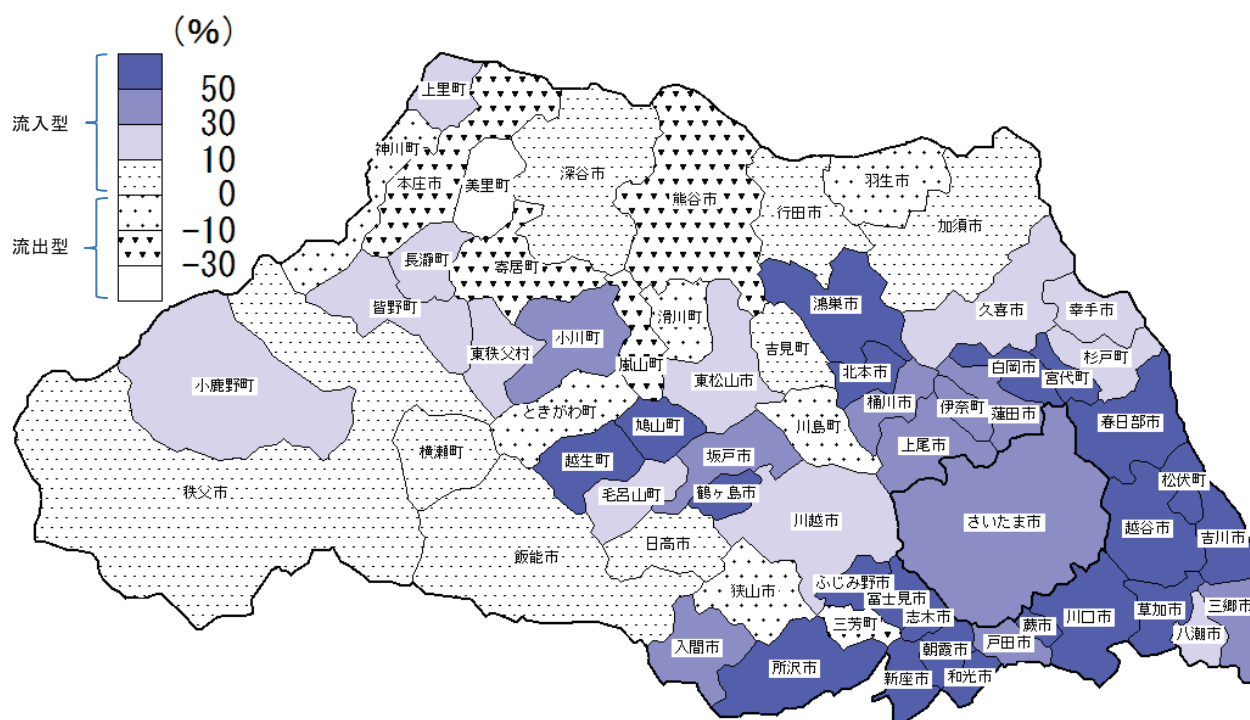 (%)
50
30
10
0
-10
-30
流入型
流出型
上里町
神川町
本庄市
美里町
深谷市
熊谷市
行田市
羽生市
加須市
長瀞町
寄居町
皆野町
東秩父村
小川町
嵐山町
滑川町
吉見町
鴻巣市
久喜市
幸手市
杉戸町
白岡市
宮代町
小鹿野町
東松山市
北本市
桶川市
伊奈町
蓮田市
春日部市
ときがわ町
鳩山町
川島町
上尾市
横瀬町
越生町
坂戸市
松伏町
秩父市
毛呂山町
鶴ヶ島市
川越市
さいたま市
越谷市
吉川市
飯能市
日高市
狭山市
ふじみ野市
富士見市
志木市
三芳町
入間市
所沢市
新座市
朝霞市
和光市
戸田市
蕨市
川口市
草加市
八潮市
三郷市